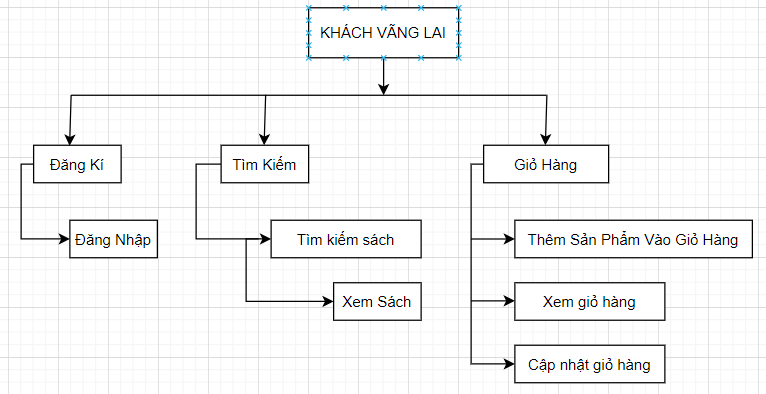 KHÁCH VÃNG LAI
Đăng Kí
Tìm Kiếm
Giỏ Hàng
Đăng Nhập
Tìm kiếm sách
Thêm Sản Phẩm Vào Giỏ Hàng
Xem Sách
Xem giỏ hàng
Cập nhật giỏ hàng